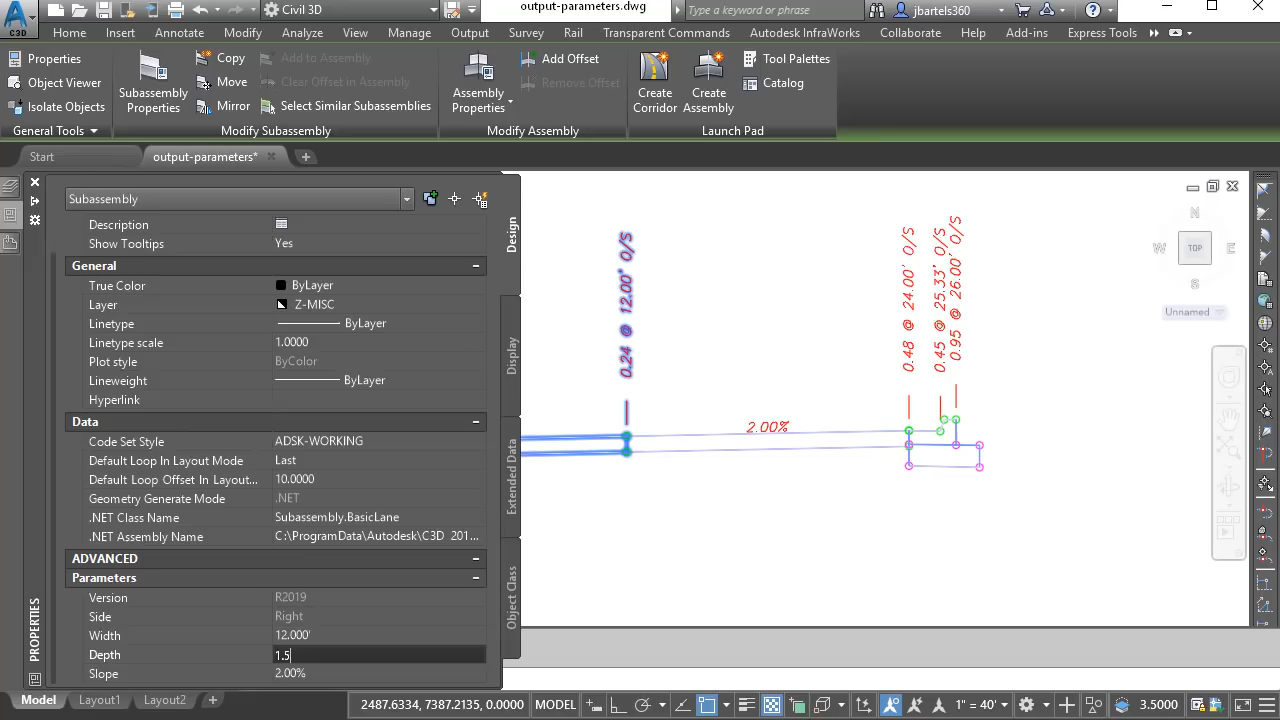 C3D
Civil 3D
output-parameters.dwg
Type a keyword or phrase
jbartels360
Home Insert Annotate Modify Analyze View Manage Output Survey Rail Transparent Commands Autodesk InfraWorks Collaborate Help Add-ins Express Tools
Properties
Object Viewer
Isolate Objects
General Tools
Subassembly
Properties
Copy
Move
Mirror
Add to Assembly
Clear Offset in Assembly
Select Similar Subassemblies
Modify Subassembly
Assembly
Properties
Add Offset
Remove Offset
Modify Assembly
Create
Corridor
Create
Assembly
Tool Palettes
Catalog
Launch Pad
Start
output-parameters*
Subassembly
Description
Show Tooltips Yes
General
True Color ByLayer
Layer Z-MISC
Linetype ByLayer
Linetype scale 1.0000
Plot style ByColor
Lineweight ByLayer
Hyperlink
Data
Code Set Style ADSK-WORKING
Default Loop In Layout Mode Last
Default Loop Offset In Layout... 10.0000
Geometry Generate Mode .NET
.NET Class Name Subassembly.BasicLane
.NET Assembly Name C:\ProgramData\Autodesk\C3D 201...
ADVANCED
Parameters
Version R2019
Side Right
Width 12.000'
Depth 1.5
Slope 2.00%
PROPERTIES
Design
Display
Extended Data
Object Class
0.24 @ 12.00' O/S
2.00%
0.48 @ 24.00' O/S
0.45 @ 25.33' O/S
0.95 @ 26.00' O/S
N
W TOP E
S
Unnamed
Model Layout1 Layout2
2487.6334, 7387.2135, 0.0000 MODEL
1" = 40'
3.5000